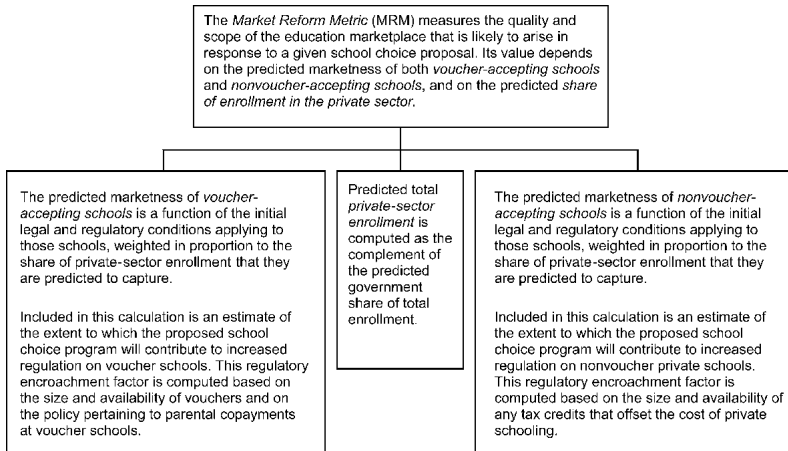 The Market Reform Metric (MRM) measures the quality and
scope of the education marketplace that is likely to arise in
response to a given school choice proposal. Its value depends
on the predicted marketness of both voucher-accepting schools
and nonvoucher-accepting schools, and on the predicted share
of enrollment in the private sector.
The predicted marketness of voucher-
accepting schools is a function of the initial
legal and regulatory conditions applying to
those schools, weighted in proportion to the
share of private-sector enrollment that they
are predicted to capture.
Included in this calculation is an estimate of
the extent to which the proposed school
choice program will contribute to increased
regulation on voucher schools. This regulatory
encroachment factor is computed based on
the size and availability of vouchers and on
the policy pertaining to parental copayments
at voucher schools.
Predicted total
private-sector
enrollment is
computed as the
complement of
the predicted
government
share of total
enrollment.
The predicted marketness of nonvoucher-
accepting schools is a function of the initial
legal and regulatory conditions applying to
those schools, weighted in proportion to the
share of private-sector enrollment that they
are predicted to capture.
Included in this calculation is an estimate of
the extent to which the proposed school
choice program will contribute to increased
regulation on nonvoucher private schools.
This regulatory encroachment factor is
computed based on the size and availability of
any tax credits that offset the cost of private
schooling.